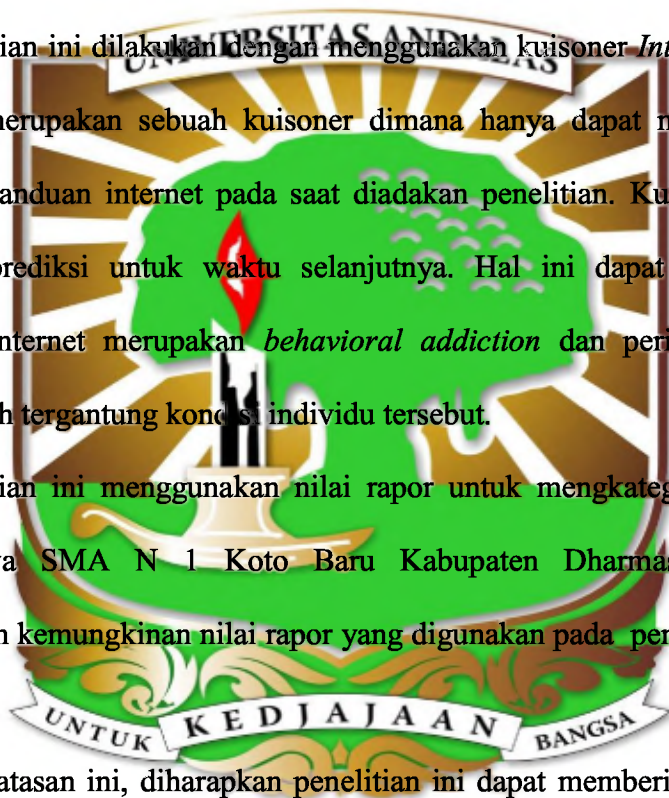 ian ini dilakukan dengan menggunakan kuisoner Int
UNIVERSITAS ANDALAS
erupakan sebuah kuisoner dimana hanya dapat m
anduan internet pada saat diadakan penelitian. Ku
rediksi untuk waktu selanjutnya. Hal ini dapat
nternet merupakan behavioral addiction dan peri
h tergantung kondisi individu tersebut.
ian ini menggunakan nilai rapor untuk mengkateg
va SMA N 1 Koto Baru Kabupaten Dharmas
n kemungkinan nilai rapor yang digunakan pada pen
UNTUK KEDJAJAAN BANGSA
atasan ini, diharapkan penelitian ini dapat memberi